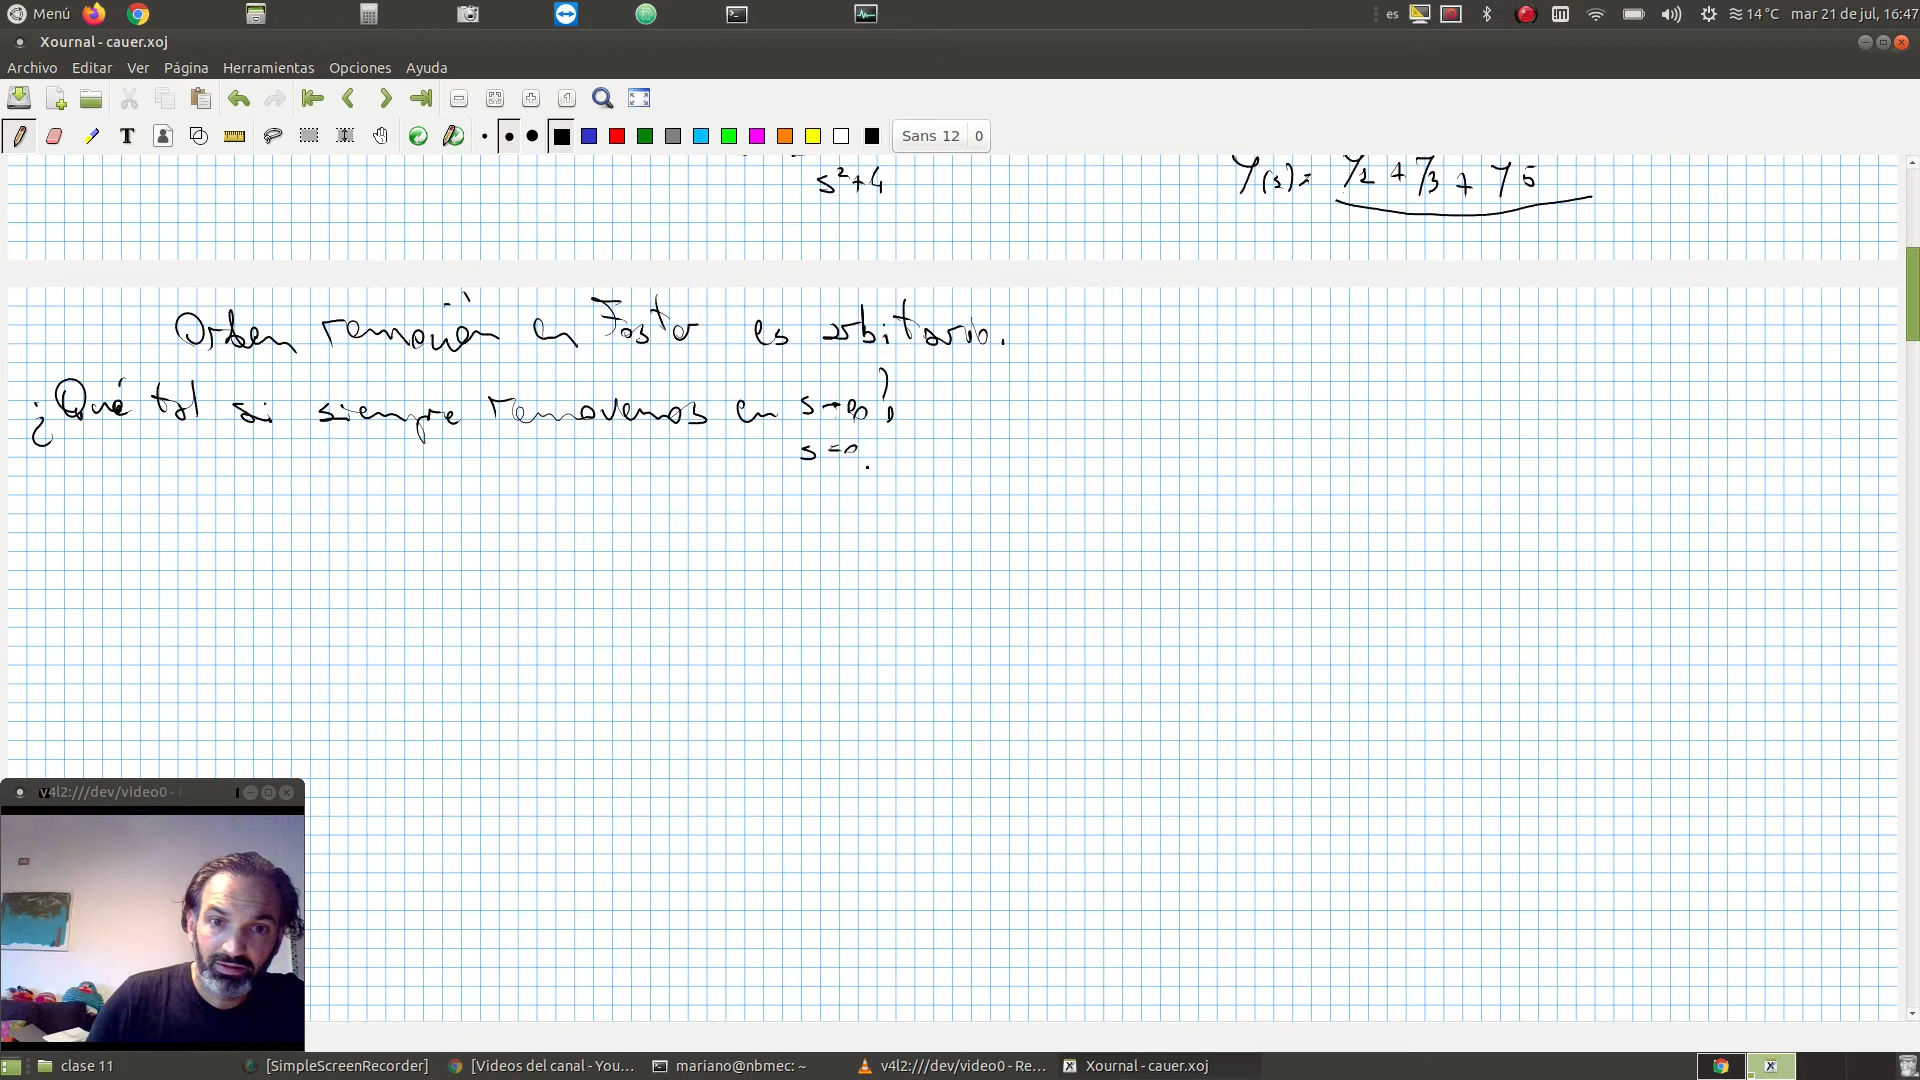 Menú
es
14 °C mar 21 de jul, 16:47
Xournal - cauer.xoj
Archivo Editar Ver Página Herramientas Opciones Ayuda
Sans 12 0
s²+4
Y(s)= Y2 + Y3 + Y5
Orden remoción en Foster es arbitrario.
¿Qué tal si siempre removemos en s→∞?
s=0.
v4l2:///dev/video0 -
clase 11
[SimpleScreenRecorder]
[Videos del canal - You...
mariano@nbmec: ~
v4l2:///dev/video0 - Re...
Xournal - cauer.xoj